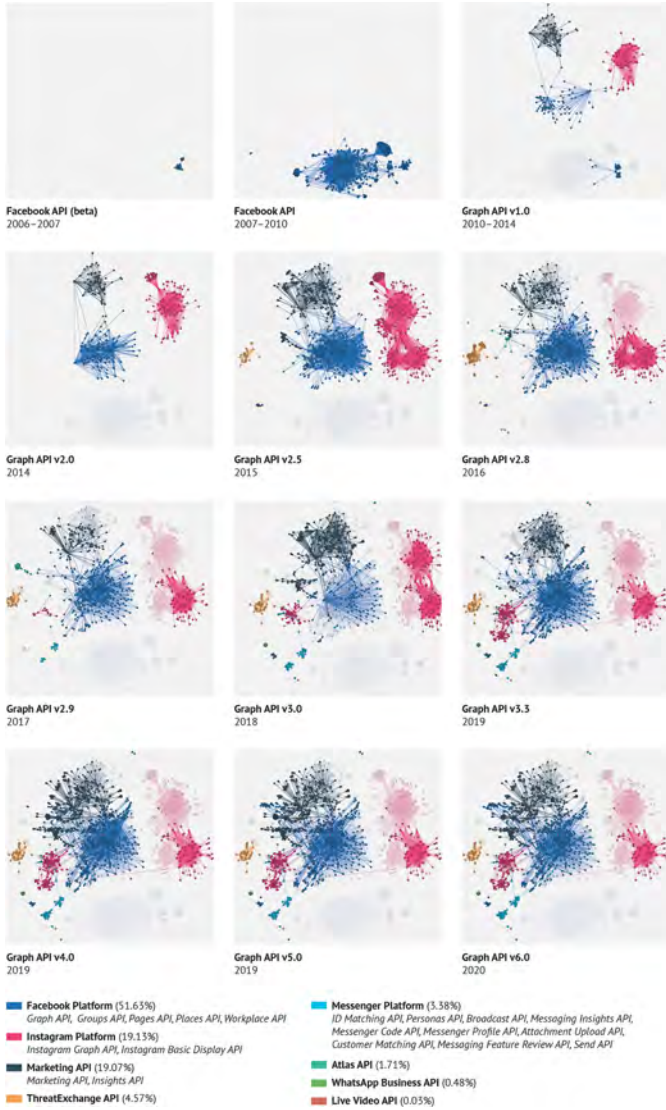 Facebook API (beta)
2006–2007
Facebook API
2007–2010
Graph API v1.0
2010–2014
Graph API v2.0
2014
Graph API v2.5
2015
Graph API v2.8
2016
Graph API v2.9
2017
Graph API v3.0
2018
Graph API v3.3
2019
Graph API v4.0
2019
Graph API v5.0
2019
Graph API v6.0
2020
Facebook Platform (51.63%)
Graph API, Groups API, Pages API, Places API, Workplace API
Instagram Platform (19.13%)
Instagram Graph API, Instagram Basic Display API
Marketing API (19.07%)
Marketing API, Insights API
ThreatExchange API (4.57%)
Messenger Platform (3.38%)
ID Matching API, Personas API, Broadcast API, Messaging Insights API,
Messenger Code API, Messenger Profile API, Attachment Upload API,
Customer Matching API, Messaging Feature Review API, Send API
Atlas API (1.71%)
WhatsApp Business API (0.48%)
Live Video API (0.03%)